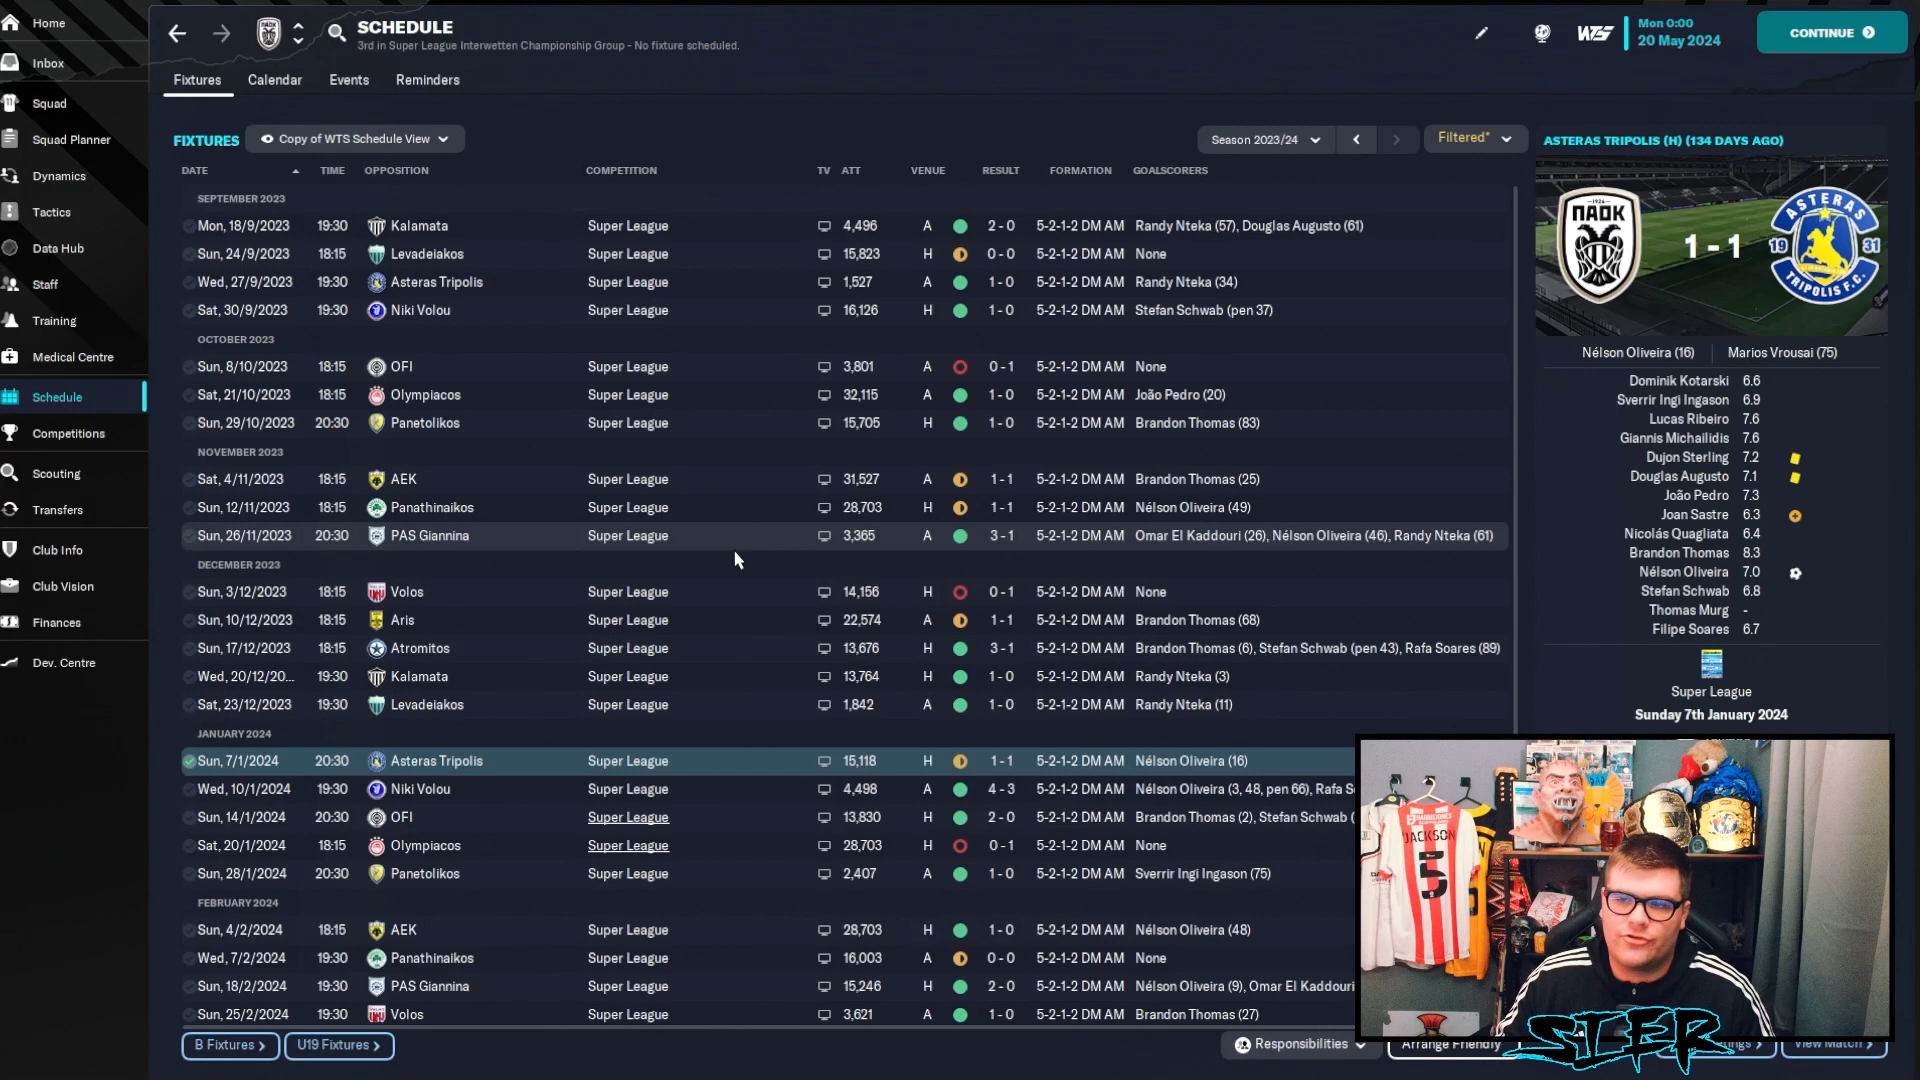 Home
Inbox
Squad
Squad Planner
Dynamics
Tactics
Data Hub
Staff
Training
Medical Centre
Schedule
Competitions
Scouting
Transfers
Club Info
Club Vision
Finances
Dev. Centre
SCHEDULE
3rd in Super League Interwetten Championship Group - No fixture scheduled.
WTS
Mon 0:00
20 May 2024
CONTINUE
Fixtures Calendar Events Reminders
FIXTURES Copy of WTS Schedule View Season 2023/24 Filtered*
DATE TIME OPPOSITION COMPETITION TV ATT VENUE RESULT FORMATION GOALSCORERS
SEPTEMBER 2023
Mon, 18/9/2023 19:30 Kalamata Super League 4,496 A 2 - 0 5-2-1-2 DM AM Randy Nteka (57), Douglas Augusto (61)
Sun, 24/9/2023 18:15 Levadeiakos Super League 15,823 H 0 - 0 5-2-1-2 DM AM None
Wed, 27/9/2023 19:30 Asteras Tripolis Super League 1,527 A 1 - 0 5-2-1-2 DM AM Randy Nteka (34)
Sat, 30/9/2023 19:30 Niki Volou Super League 16,126 H 1 - 0 5-2-1-2 DM AM Stefan Schwab (pen 37)
OCTOBER 2023
Sun, 8/10/2023 18:15 OFI Super League 3,801 A 0 - 1 5-2-1-2 DM AM None
Sat, 21/10/2023 18:15 Olympiacos Super League 32,115 A 1 - 0 5-2-1-2 DM AM João Pedro (20)
Sun, 29/10/2023 20:30 Panetolikos Super League 15,705 H 1 - 0 5-2-1-2 DM AM Brandon Thomas (83)
NOVEMBER 2023
Sat, 4/11/2023 18:15 AEK Super League 31,527 A 1 - 1 5-2-1-2 DM AM Brandon Thomas (25)
Sun, 12/11/2023 18:15 Panathinaikos Super League 28,703 H 1 - 1 5-2-1-2 DM AM Nélson Oliveira (49)
Sun, 26/11/2023 20:30 PAS Giannina Super League 3,365 A 3 - 1 5-2-1-2 DM AM Omar El Kaddouri (26), Nélson Oliveira (46), Randy Nteka (61)
DECEMBER 2023
Sun, 3/12/2023 18:15 Volos Super League 14,156 H 0 - 1 5-2-1-2 DM AM None
Sun, 10/12/2023 18:15 Aris Super League 22,574 A 1 - 1 5-2-1-2 DM AM Brandon Thomas (68)
Sun, 17/12/2023 18:15 Atromitos Super League 13,676 H 3 - 1 5-2-1-2 DM AM Brandon Thomas (6), Stefan Schwab (pen 43), Rafa Soares (89)
Wed, 20/12/20... 19:30 Kalamata Super League 13,764 H 1 - 0 5-2-1-2 DM AM Randy Nteka (3)
Sat, 23/12/2023 19:30 Levadeiakos Super League 1,842 A 1 - 0 5-2-1-2 DM AM Randy Nteka (11)
JANUARY 2024
Sun, 7/1/2024 20:30 Asteras Tripolis Super League 15,118 H 1 - 1 5-2-1-2 DM AM Nélson Oliveira (16)
Wed, 10/1/2024 19:30 Niki Volou Super League 4,498 A 4 - 3 5-2-1-2 DM AM Nélson Oliveira (3, 48, pen 66), Rafa S
Sun, 14/1/2024 20:30 OFI Super League 13,830 H 2 - 0 5-2-1-2 DM AM Brandon Thomas (2), Stefan Schwab (
Sat, 20/1/2024 18:15 Olympiacos Super League 28,703 H 0 - 1 5-2-1-2 DM AM None
Sun, 28/1/2024 20:30 Panetolikos Super League 2,407 A 1 - 0 5-2-1-2 DM AM Sverrir Ingi Ingason (75)
FEBRUARY 2024
Sun, 4/2/2024 18:15 AEK Super League 28,703 H 1 - 0 5-2-1-2 DM AM Nélson Oliveira (48)
Wed, 7/2/2024 19:30 Panathinaikos Super League 16,003 A 0 - 0 5-2-1-2 DM AM None
Sun, 18/2/2024 19:30 PAS Giannina Super League 15,246 H 2 - 0 5-2-1-2 DM AM Nélson Oliveira (9), Omar El Kaddouri
Sun, 25/2/2024 19:30 Volos Super League 3,621 A 1 - 0 5-2-1-2 DM AM Brandon Thomas (27)
B Fixtures U19 Fixtures Responsibilities Arrange Friendly View Match
ASTERAS TRIPOLIS (H) (134 DAYS AGO)
1926
ΠΑΟΚ
1 - 1
ASTERAS
19 31
TRIPOLIS F.C.
Nélson Oliveira (16) Marios Vrousai (75)
Dominik Kotarski 6.6
Sverrir Ingi Ingason 6.9
Lucas Ribeiro 7.6
Giannis Michailidis 7.6
Dujon Sterling 7.2
Douglas Augusto 7.1
João Pedro 7.3
Joan Sastre 6.3
Nicolás Quagliata 6.4
Brandon Thomas 8.3
Nélson Oliveira 7.0
Stefan Schwab 6.8
Thomas Murg -
Filipe Soares 6.7
Super League
Sunday 7th January 2024
JACKSON
5